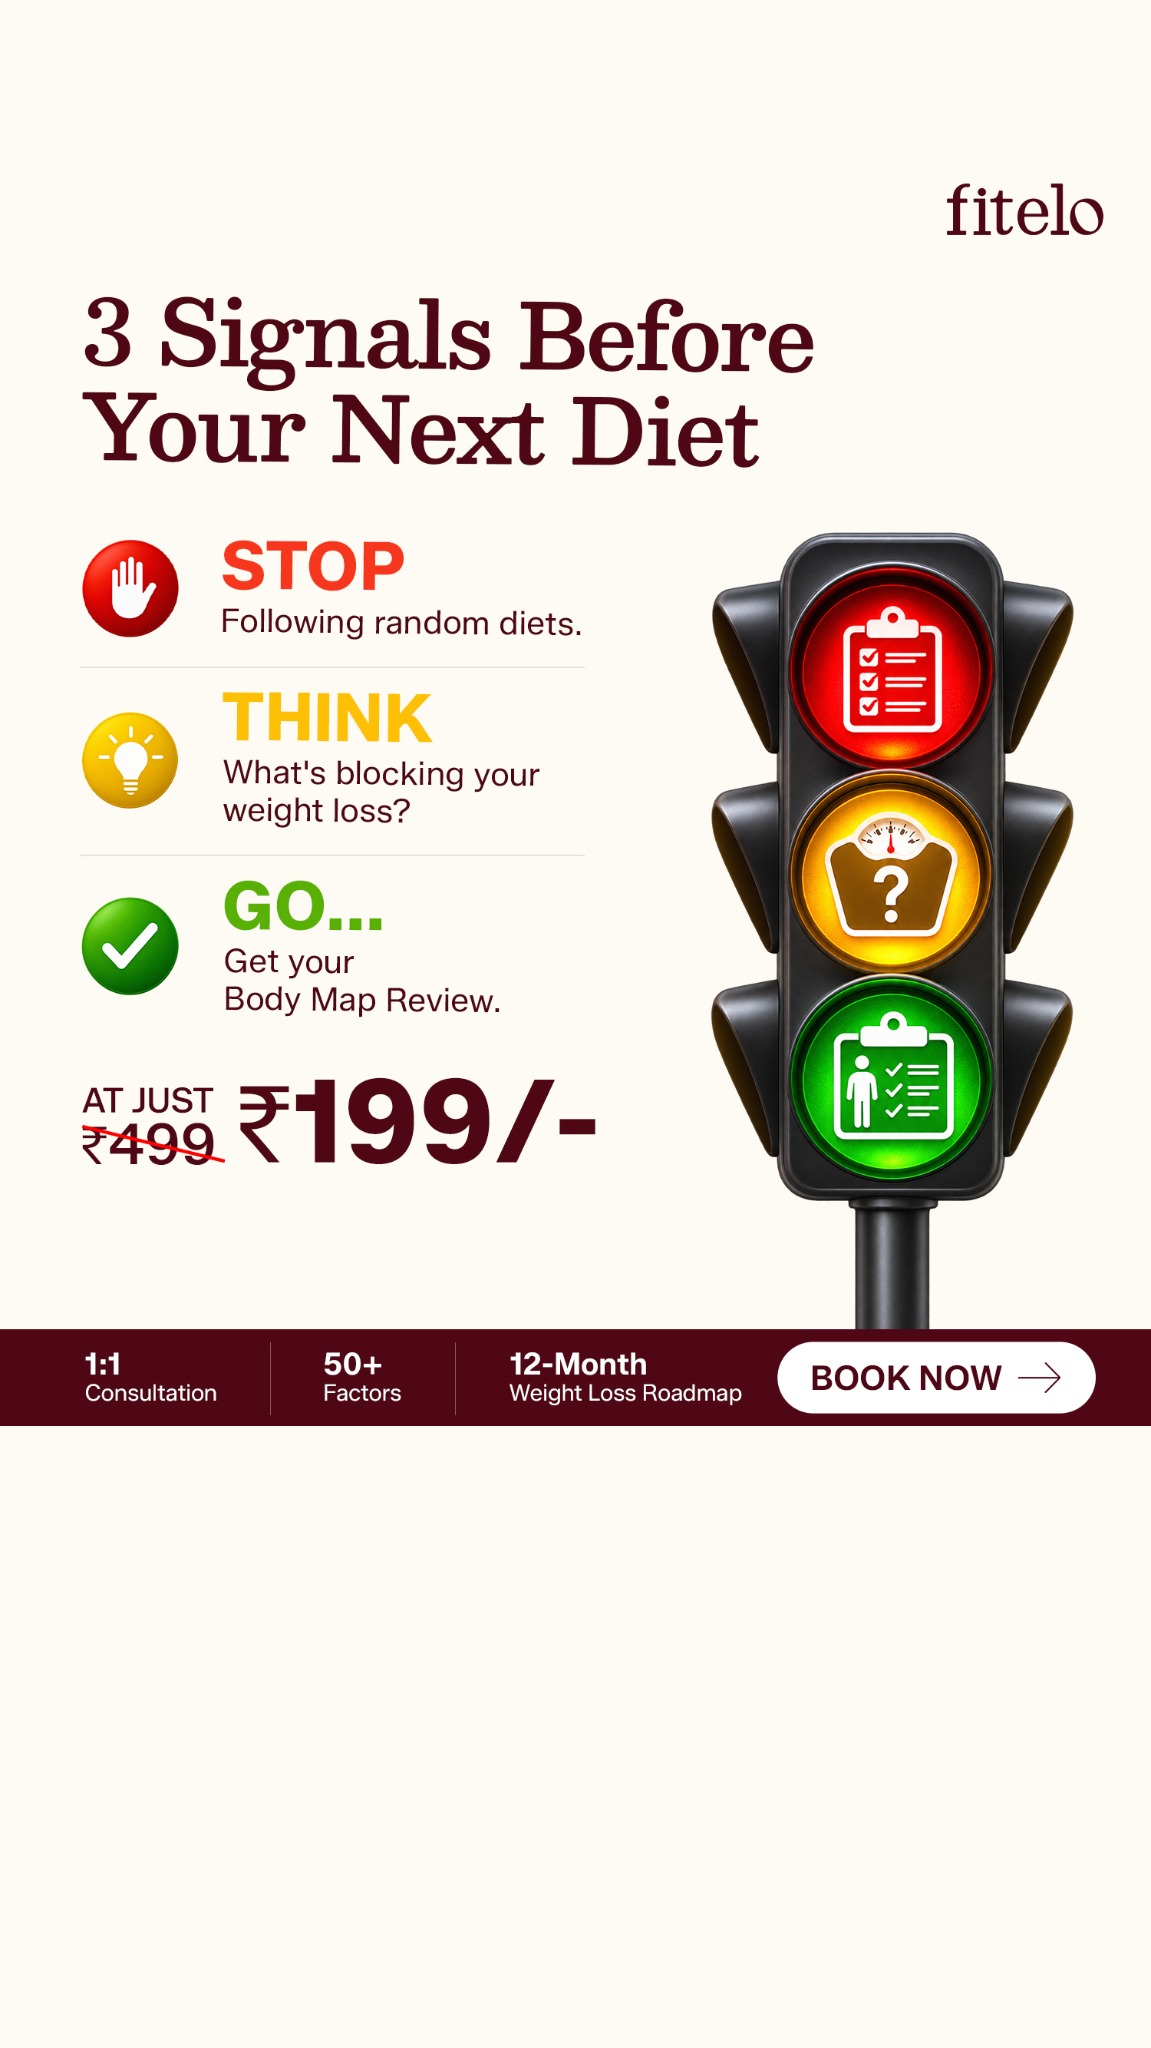 fitelo
3 Signals Before
Your Next Diet
STOP
Following random diets.
THINK
What's blocking your
weight loss?
GO...
Get your
Body Map Review.
AT JUST
₹499
₹199/-
?
1:1
Consultation
50+
Factors
12-Month
Weight Loss Roadmap
BOOK NOW